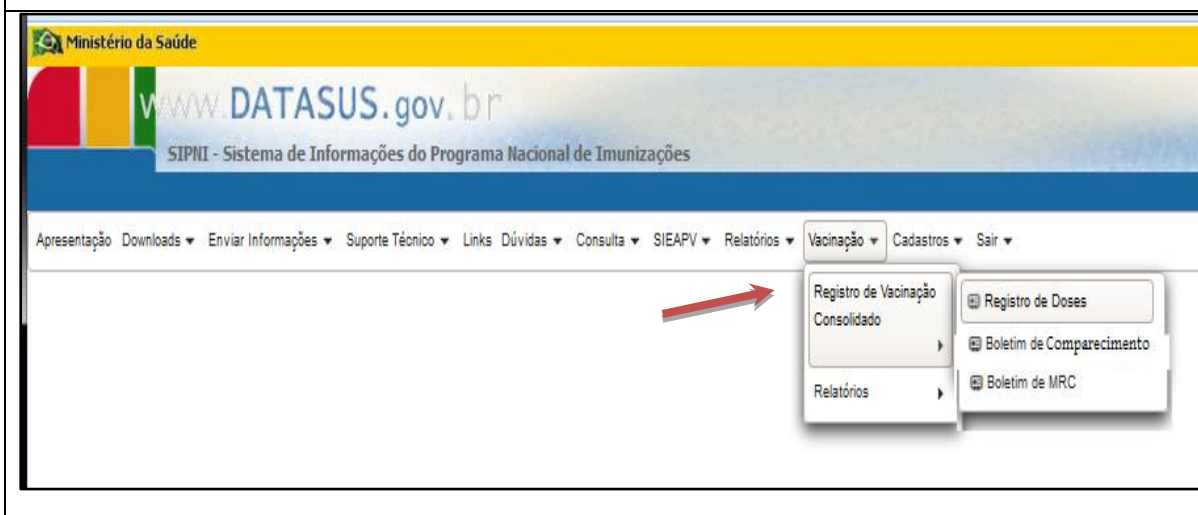 Ministério da Saúde
www.DATASUS.gov.br
SIPNI - Sistema de Informações do Programa Nacional de Imunizações
Apresentação Downloads Enviar Informações Suporte Técnico Links Dúvidas Consulta SIEAPV Relatórios Vacinação Cadastros Sair
Registro de Vacinação
Consolidado
Relatórios
Registro de Doses
Boletim de Comparecimento
Boletim de MRC